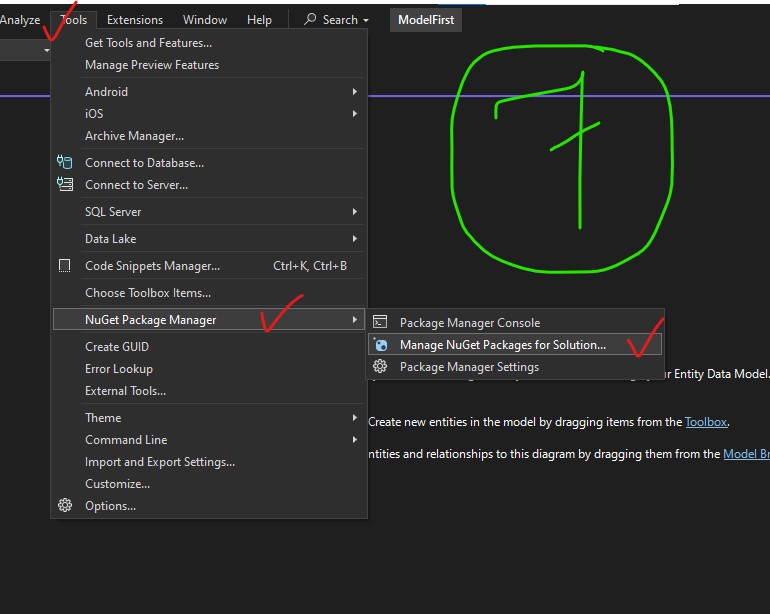 Analyze Tools Extensions Window Help Search ModelFirst
Get Tools and Features...
Manage Preview Features
Android
iOS
Archive Manager...
Connect to Database...
Connect to Server...
SQL Server
Data Lake
Code Snippets Manager... Ctrl+K, Ctrl+B
Choose Toolbox Items...
NuGet Package Manager
Package Manager Console
Manage NuGet Packages for Solution...
Package Manager Settings
Create GUID
Error Lookup
External Tools...
Theme
Command Line
Import and Export Settings...
Customize...
Options...
7
Entity Data Model.
Create new entities in the model by dragging items from the Toolbox.
and relationships to this diagram by dragging them from the Model